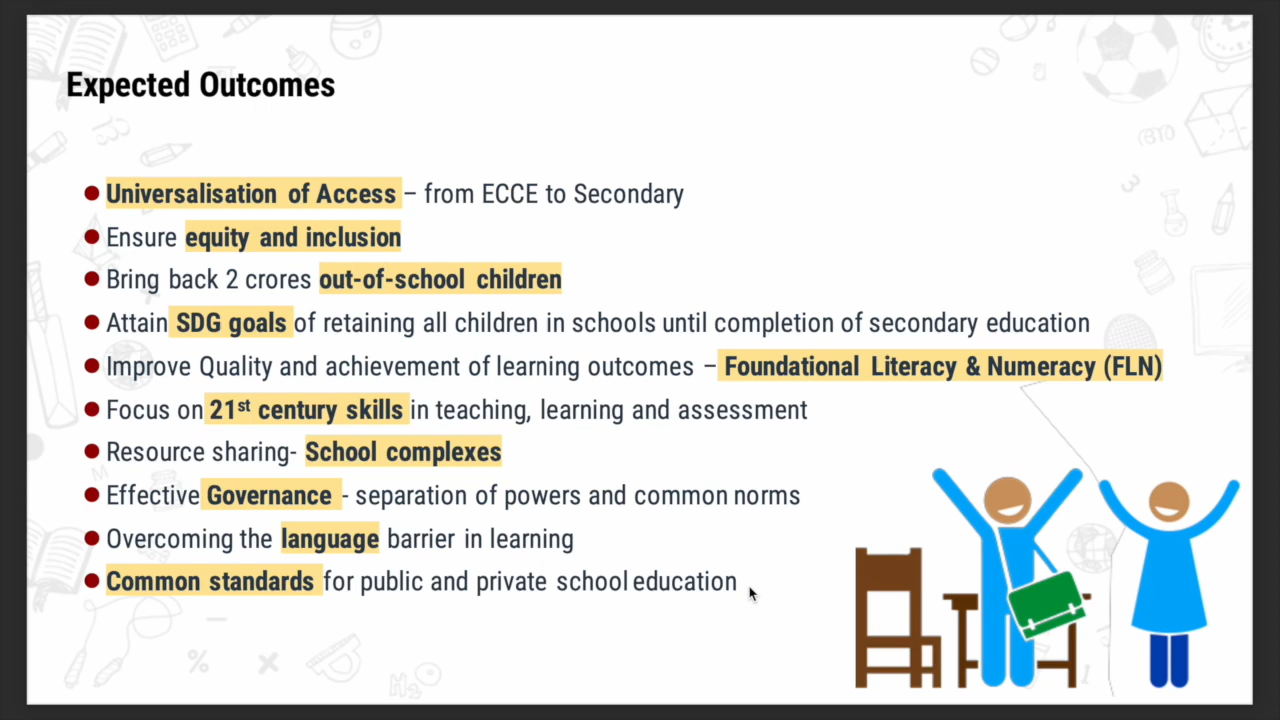 Expected Outcomes
Universalisation of Access – from ECCE to Secondary
Ensure equity and inclusion
Bring back 2 crores out-of-school children
Attain SDG goals of retaining all children in schools until completion of secondary education
Improve Quality and achievement of learning outcomes – Foundational Literacy & Numeracy (FLN)
Focus on 21st century skills in teaching, learning and assessment
Resource sharing- School complexes
Effective Governance - separation of powers and common norms
Overcoming the language barrier in learning
Common standards for public and private school education